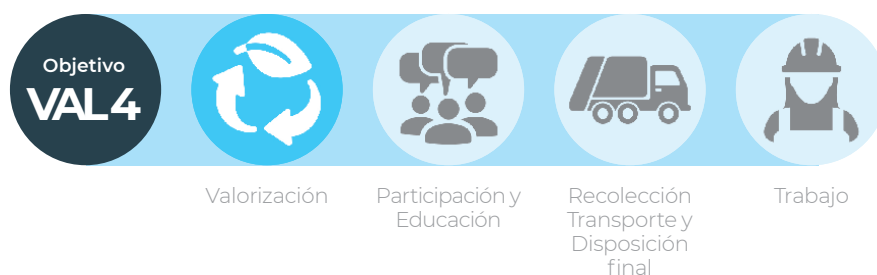 Objetivo
VAL4
Valorización
Participación y
Educación
Recolección
Transporte y
Disposición
final
Trabajo